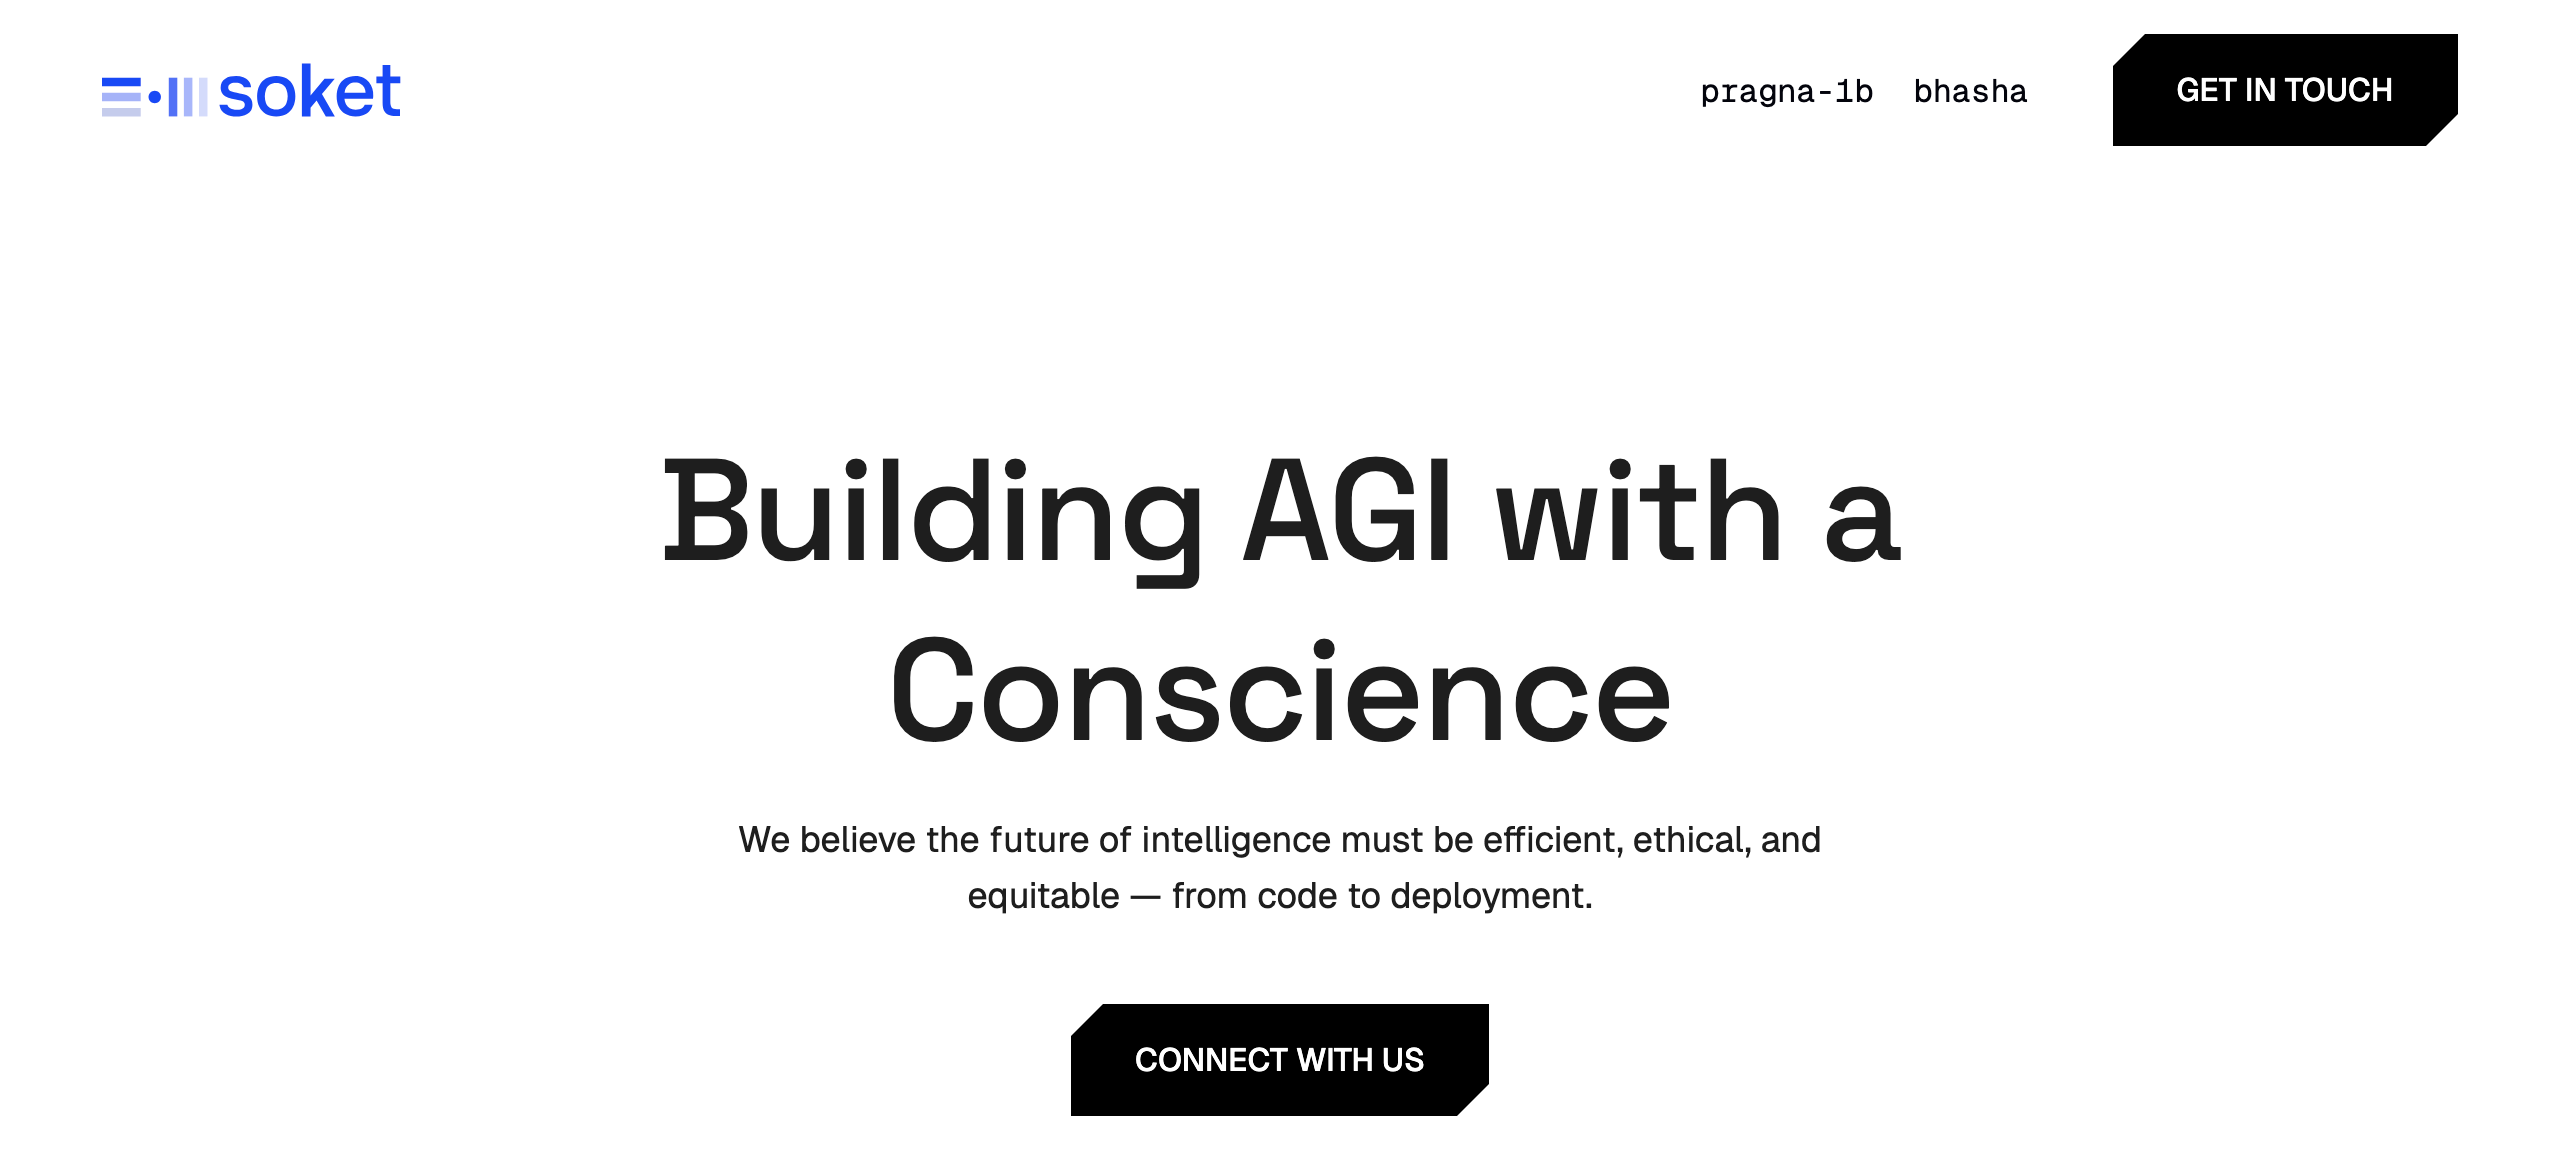 soket
pragna-1b bhasha GET IN TOUCH
Building AGI with a
Conscience
We believe the future of intelligence must be efficient, ethical, and
equitable — from code to deployment.
CONNECT WITH US